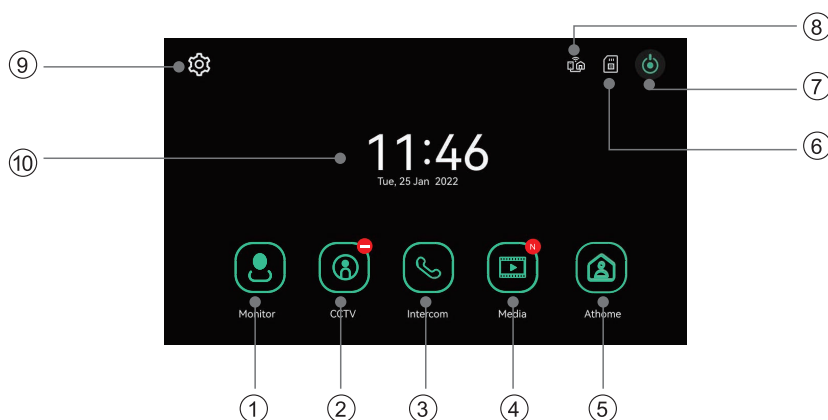 ⑧
⑨
⑦
⑥
11:46
⑩
Tue, 25 Jan 2022
N
Monitor
CCTV
Intercom
Media
Athome
①
②
③
④
⑤